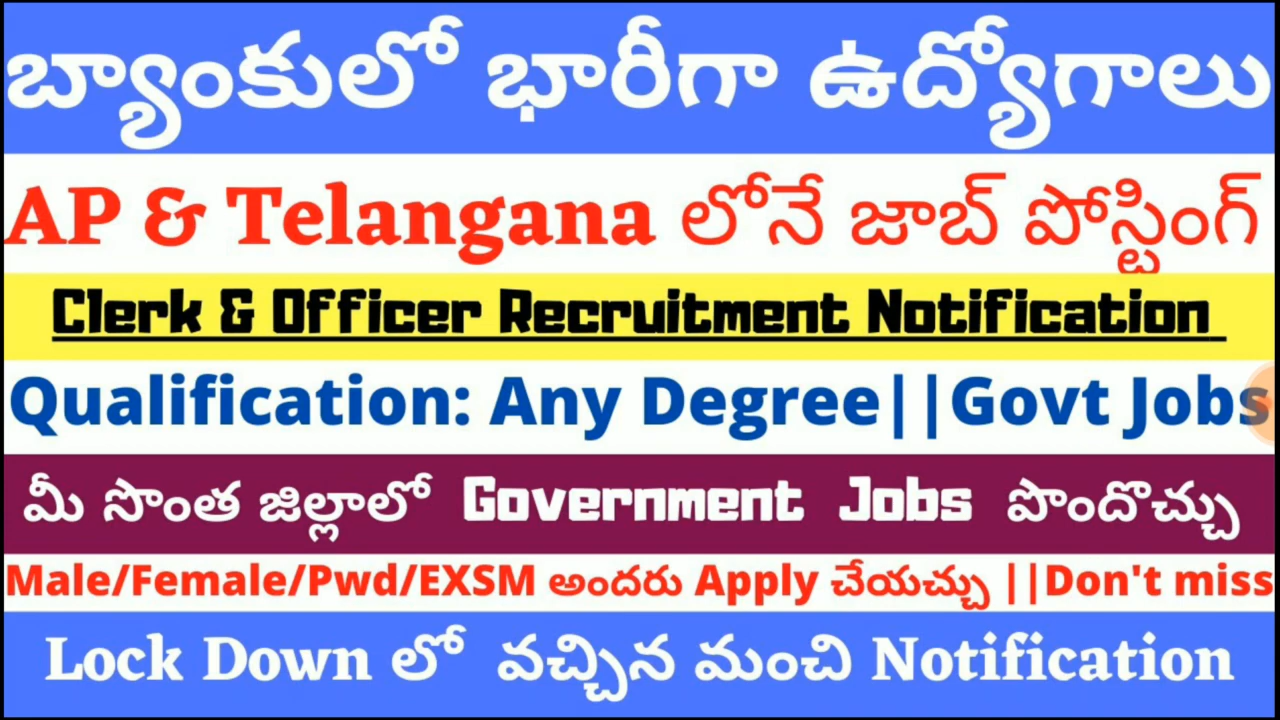 బ్యాంకులో భారీగా ఉద్యోగాలు
AP & Telangana లోనే జాబ్ పోస్టింగ్
Clerk & Officer Recruitment Notification
Qualification: Any Degree||Govt Jobs
మీ సొంత జిల్లాలో Government Jobs పొందొచ్చు
Male/Female/Pwd/EXSM అందరు Apply చేయచ్చు ||Don't miss
Lock Down లో వచ్చిన మంచి Notification